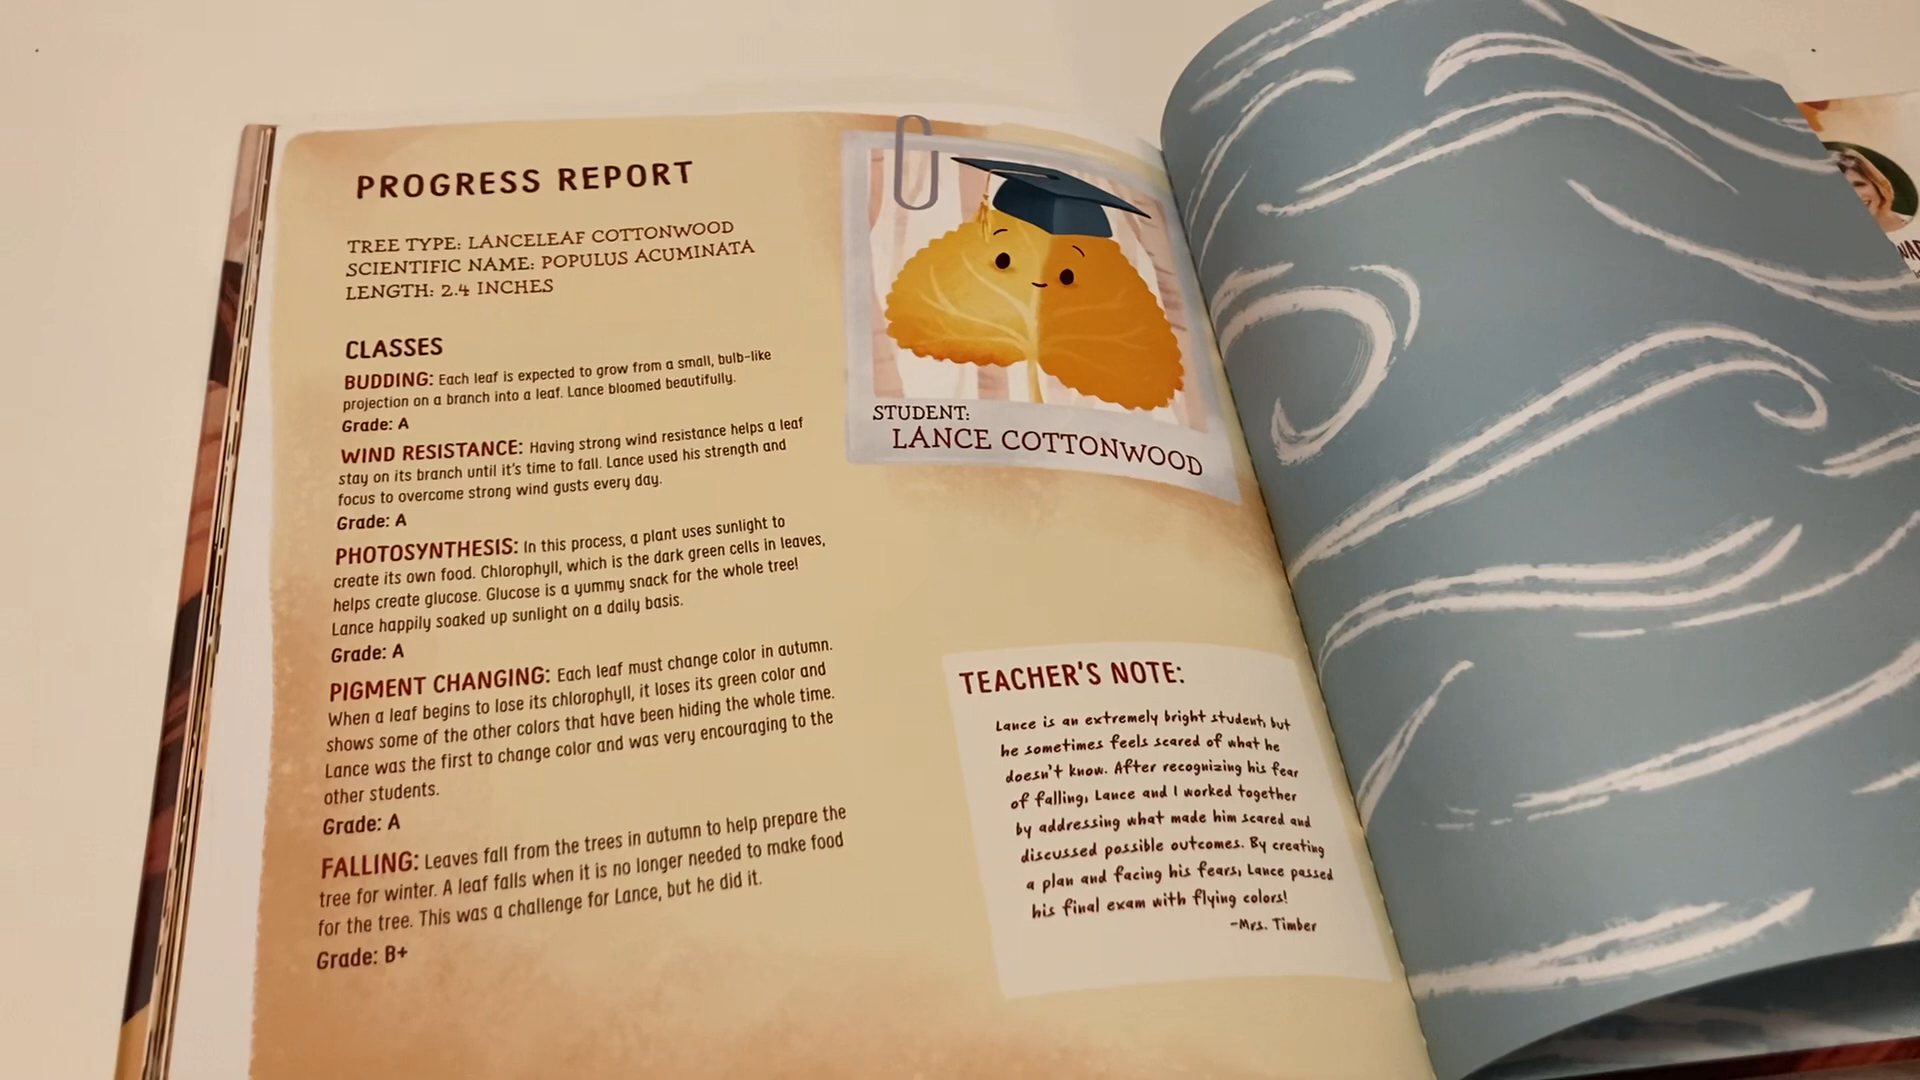 PROGRESS REPORT
TREE TYPE: LANCELEAF COTTONWOOD
SCIENTIFIC NAME: POPULUS ACUMINATA
LENGTH: 2.4 INCHES
CLASSES
BUDDING: Each leaf is expected to grow from a small, bulb-like
projection on a branch into a leaf. Lance bloomed beautifully.
Grade: A
WIND RESISTANCE: Having strong wind resistance helps a leaf
stay on its branch until it's time to fall. Lance used his strength and
focus to overcome strong wind gusts every day.
Grade: A
PHOTOSYNTHESIS: In this process, a plant uses sunlight to
create its own food. Chlorophyll, which is the dark green cells in leaves,
helps create glucose. Glucose is a yummy snack for the whole tree!
Lance happily soaked up sunlight on a daily basis.
Grade: A
PIGMENT CHANGING: Each leaf must change color in autumn.
When a leaf begins to lose its chlorophyll, it loses its green color and
shows some of the other colors that have been hiding the whole time.
Lance was the first to change color and was very encouraging to the
other students.
Grade: A
FALLING: Leaves fall from the trees in autumn to help prepare the
tree for winter. A leaf falls when it is no longer needed to make food
for the tree. This was a challenge for Lance, but he did it.
Grade: B+
STUDENT:
LANCE COTTONWOOD
TEACHER'S NOTE:
Lance is an extremely bright student, but
he sometimes feels scared of what he
doesn't know. After recognizing his fear
of falling, Lance and I worked together
by addressing what made him scared and
discussed possible outcomes. By creating
a plan and facing his fears, Lance passed
his final exam with flying colors!
-Mrs. Timber